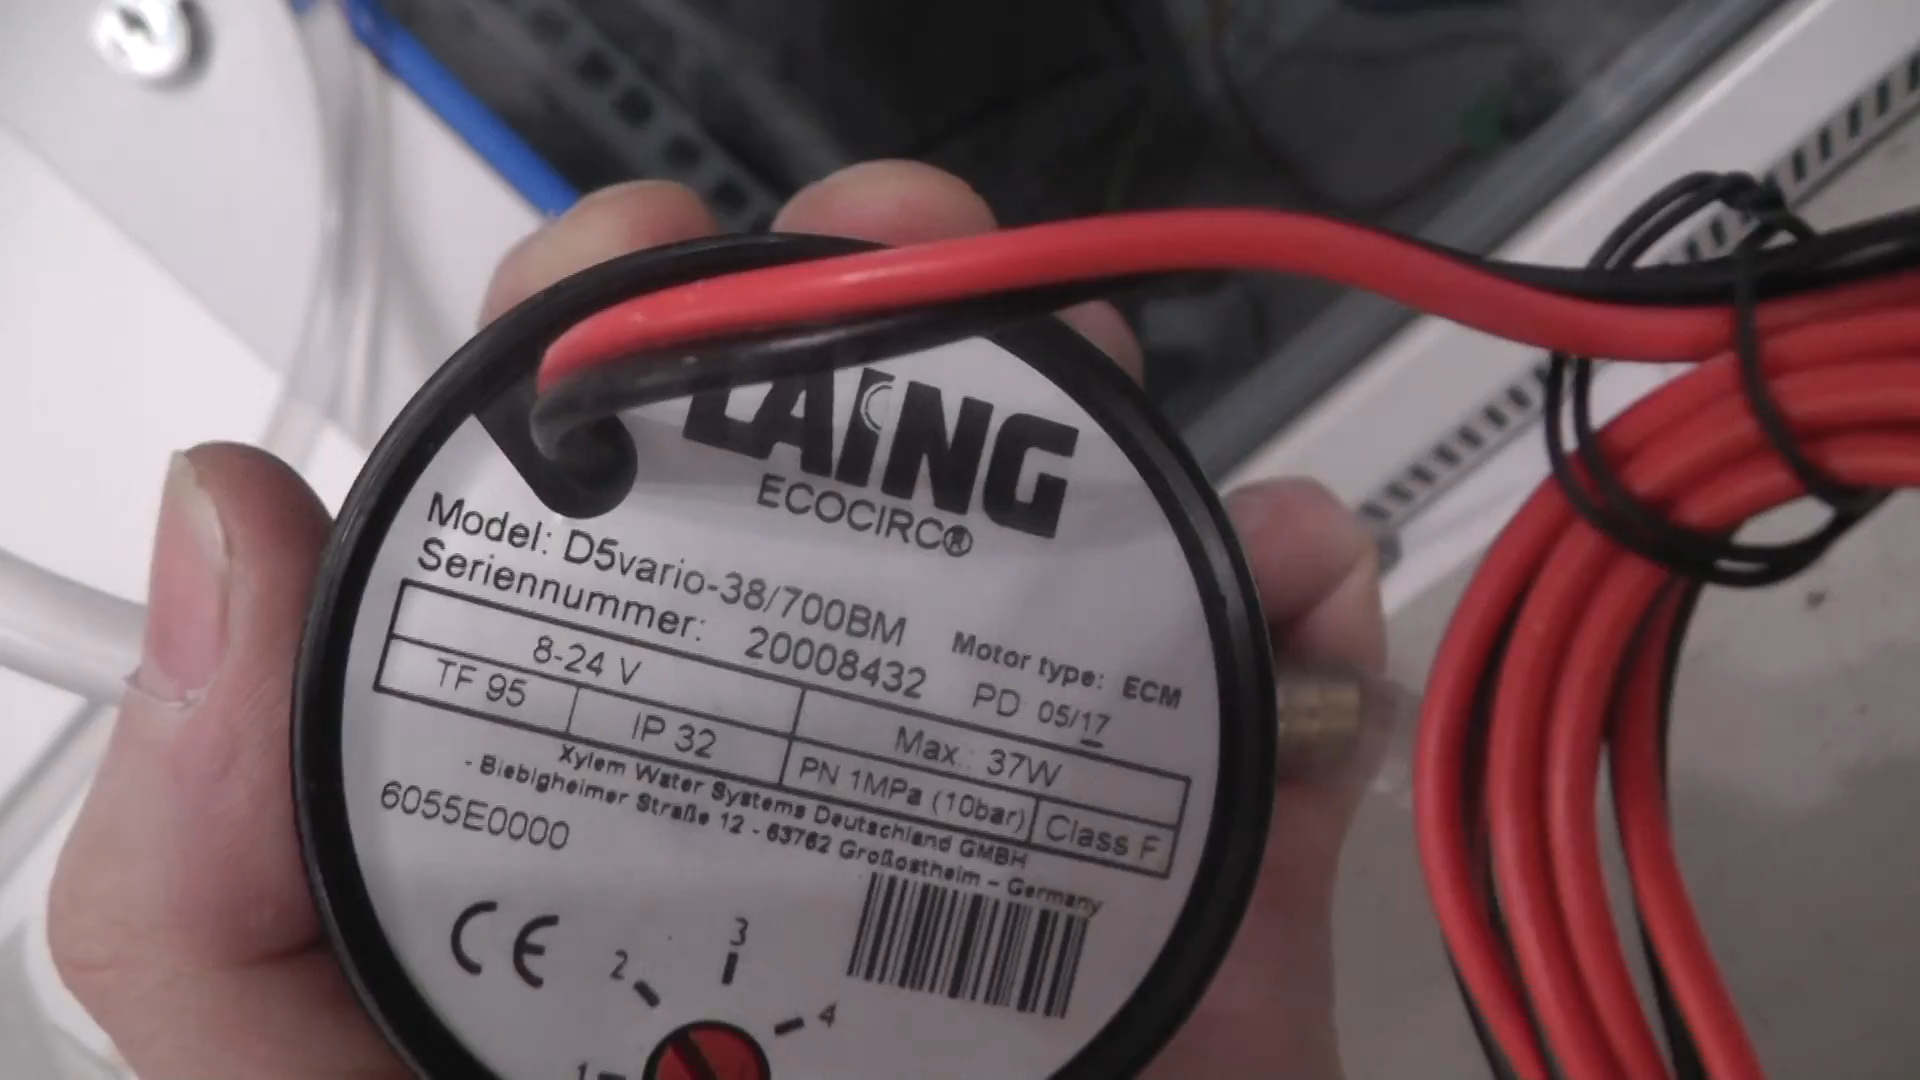 LAING
ECOCIRC®
Model: D5vario-38/700BM
Motor type: ECM
Seriennummer: 20008432 PD 05/17
8-24 V Max.: 37W
TF 95 IP 32 PN 1MPa (10bar) Class F
Xylem Water Systems Deutschland GMBH
- Biebigheimer Straße 12 - 63762 Großostheim - Germany
6055E0000
CE
1 2 3 4